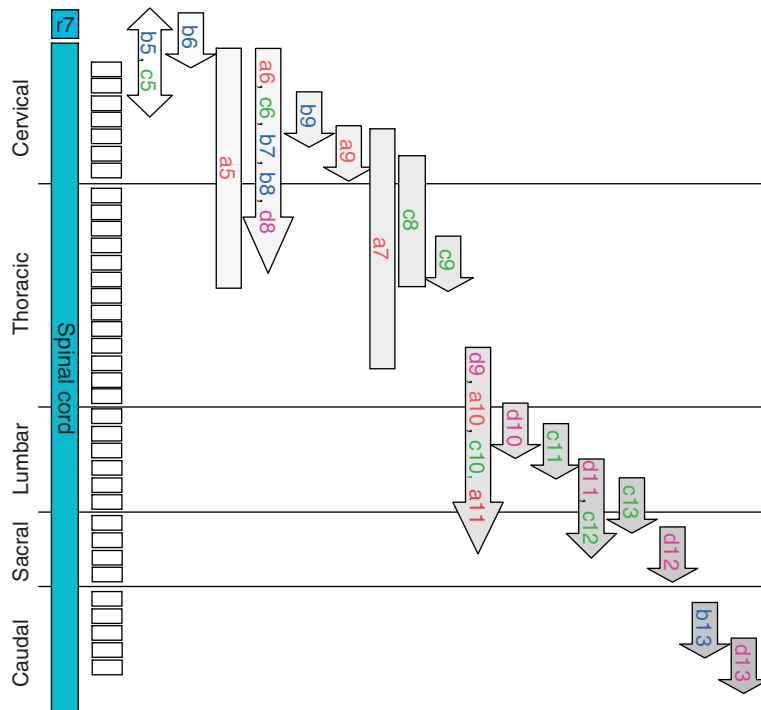 r7
Spinal cord
Cervical
Thoracic
Lumbar
Sacral
Caudal
b5, c5
b6
a5
a6, c6, b7, b8, d8
b9
a9
a7
c8
c9
d9, a10, c10, a11
d10
c11
d11, c12
c13
d12
b13
d13